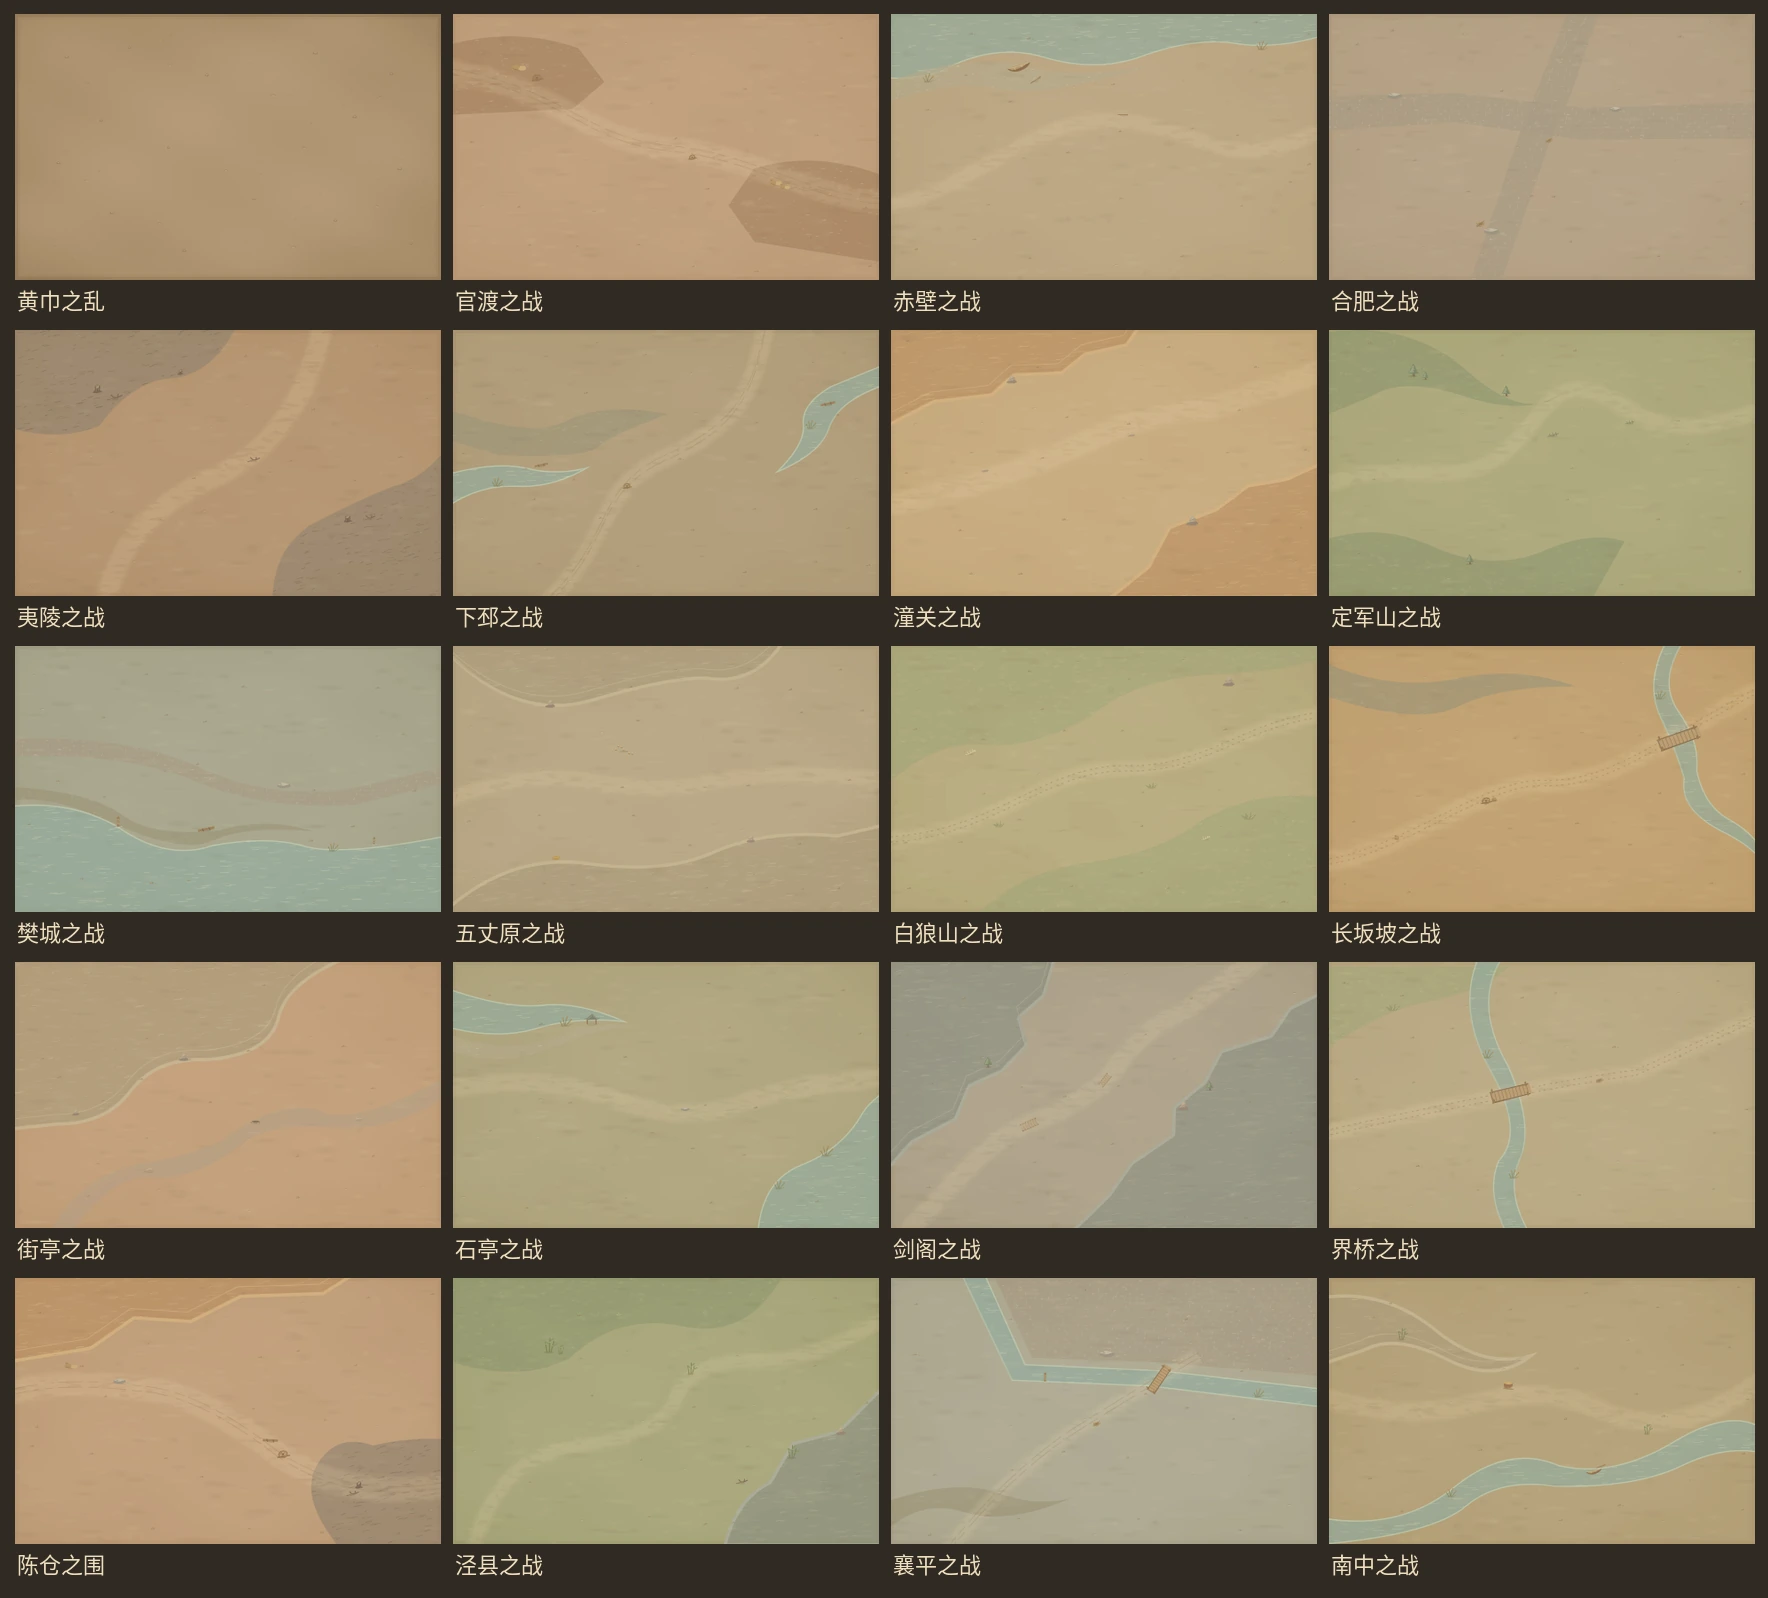 黄巾之乱
官渡之战
赤壁之战
合肥之战
夷陵之战
下邳之战
潼关之战
定军山之战
樊城之战
五丈原之战
白狼山之战
长坂坡之战
街亭之战
石亭之战
剑阁之战
界桥之战
陈仓之围
泾县之战
襄平之战
南中之战